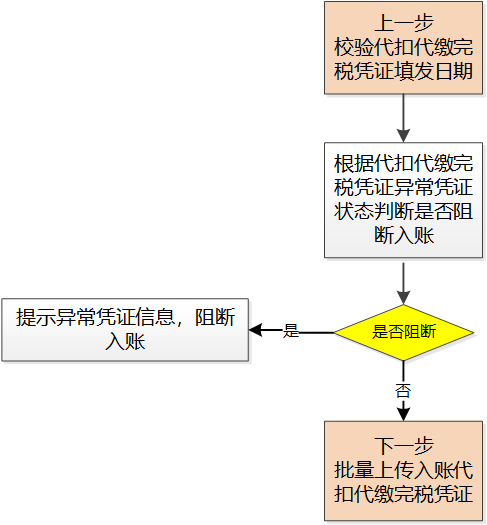 上一步
校验代扣代缴完
税凭证填发日期
根据代扣代缴完
税凭证异常凭证
状态判断是否阻
断入账
是否阻断
是
提示异常凭证信息，阻断
入账
否
下一步
批量上传入账代
扣代缴完税凭证